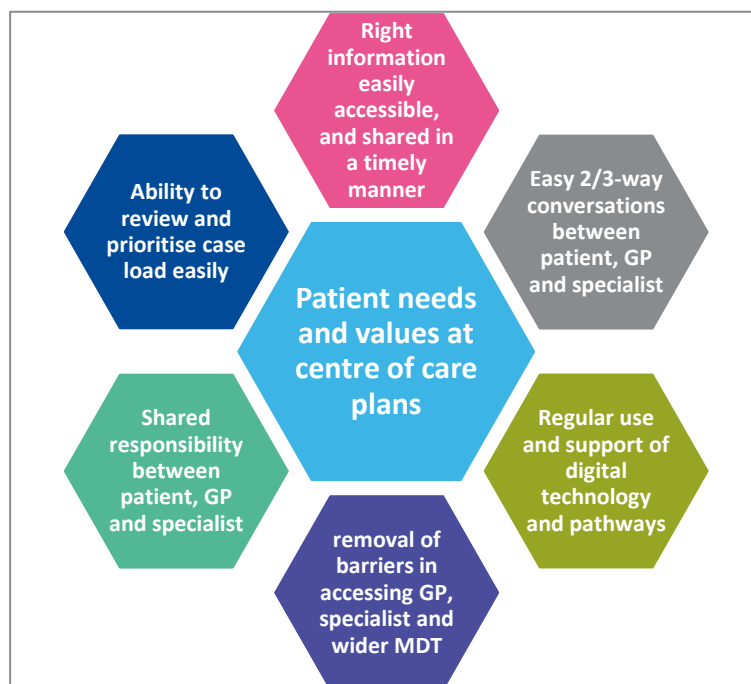 Right
information
easily
accessible,
and shared in
a timely
manner
Ability to
review and
prioritise case
load easily
Easy 2/3-way
conversations
between
patient, GP
and specialist
Patient needs
and values at
centre of care
plans
Shared
responsibility
between
patient, GP
and specialist
Regular use
and support of
digital
technology
and pathways
removal of
barriers in
accessing GP,
specialist and
wider MDT